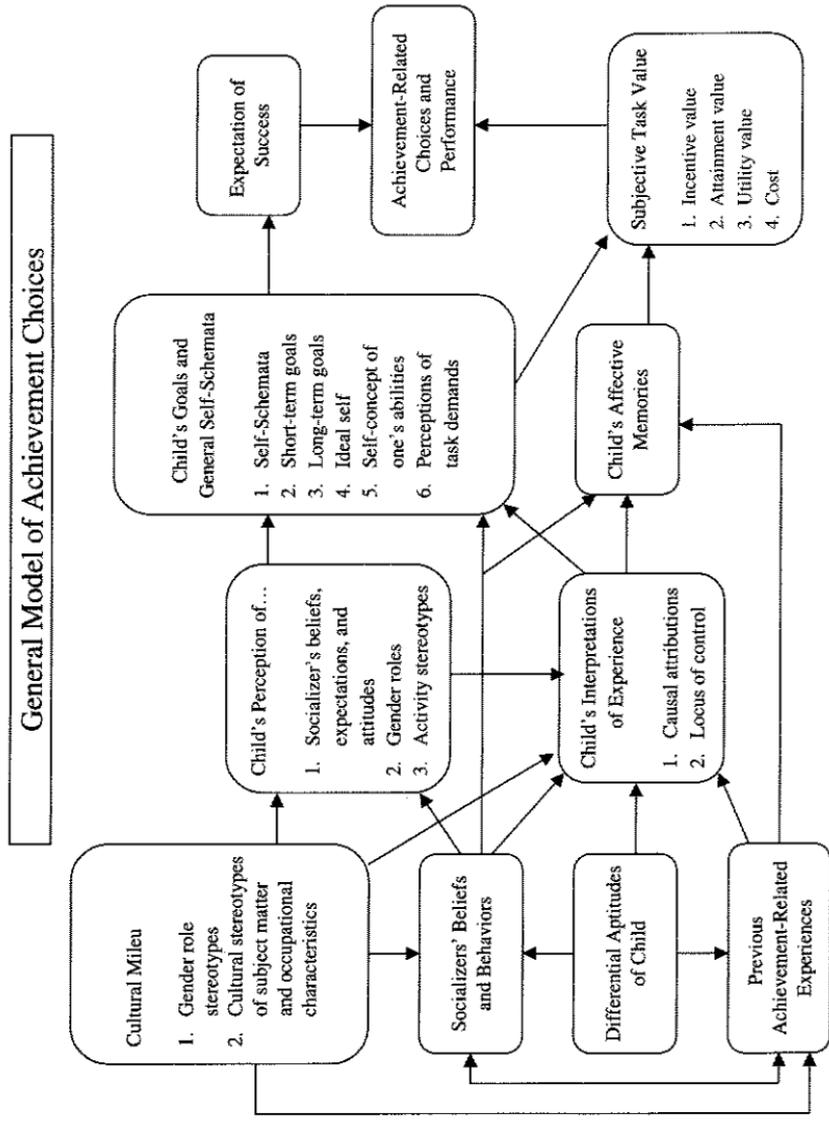 General Model of Achievement Choices
Cultural Mileu
1. Gender role
stereotypes
2. Cultural stereotypes
of subject matter
and occupational
characteristics
Socializers' Beliefs
and Behaviors
Differential Aptitudes
of Child
Previous
Achievement-Related
Experiences
Child's Perception of…
1. Socializer's beliefs,
expectations, and
attitudes
2. Gender roles
3. Activity stereotypes
Child's Interpretations
of Experience
1. Causal attributions
2. Locus of control
Child's Goals and
General Self-Schemata
1. Self-Schemata
2. Short-term goals
3. Long-term goals
4. Ideal self
5. Self-concept of
one's abilities
6. Perceptions of
task demands
Child's Affective
Memories
Expectation of
Success
Achievement-Related
Choices and
Performance
Subjective Task Value
1. Incentive value
2. Attainment value
3. Utility value
4. Cost